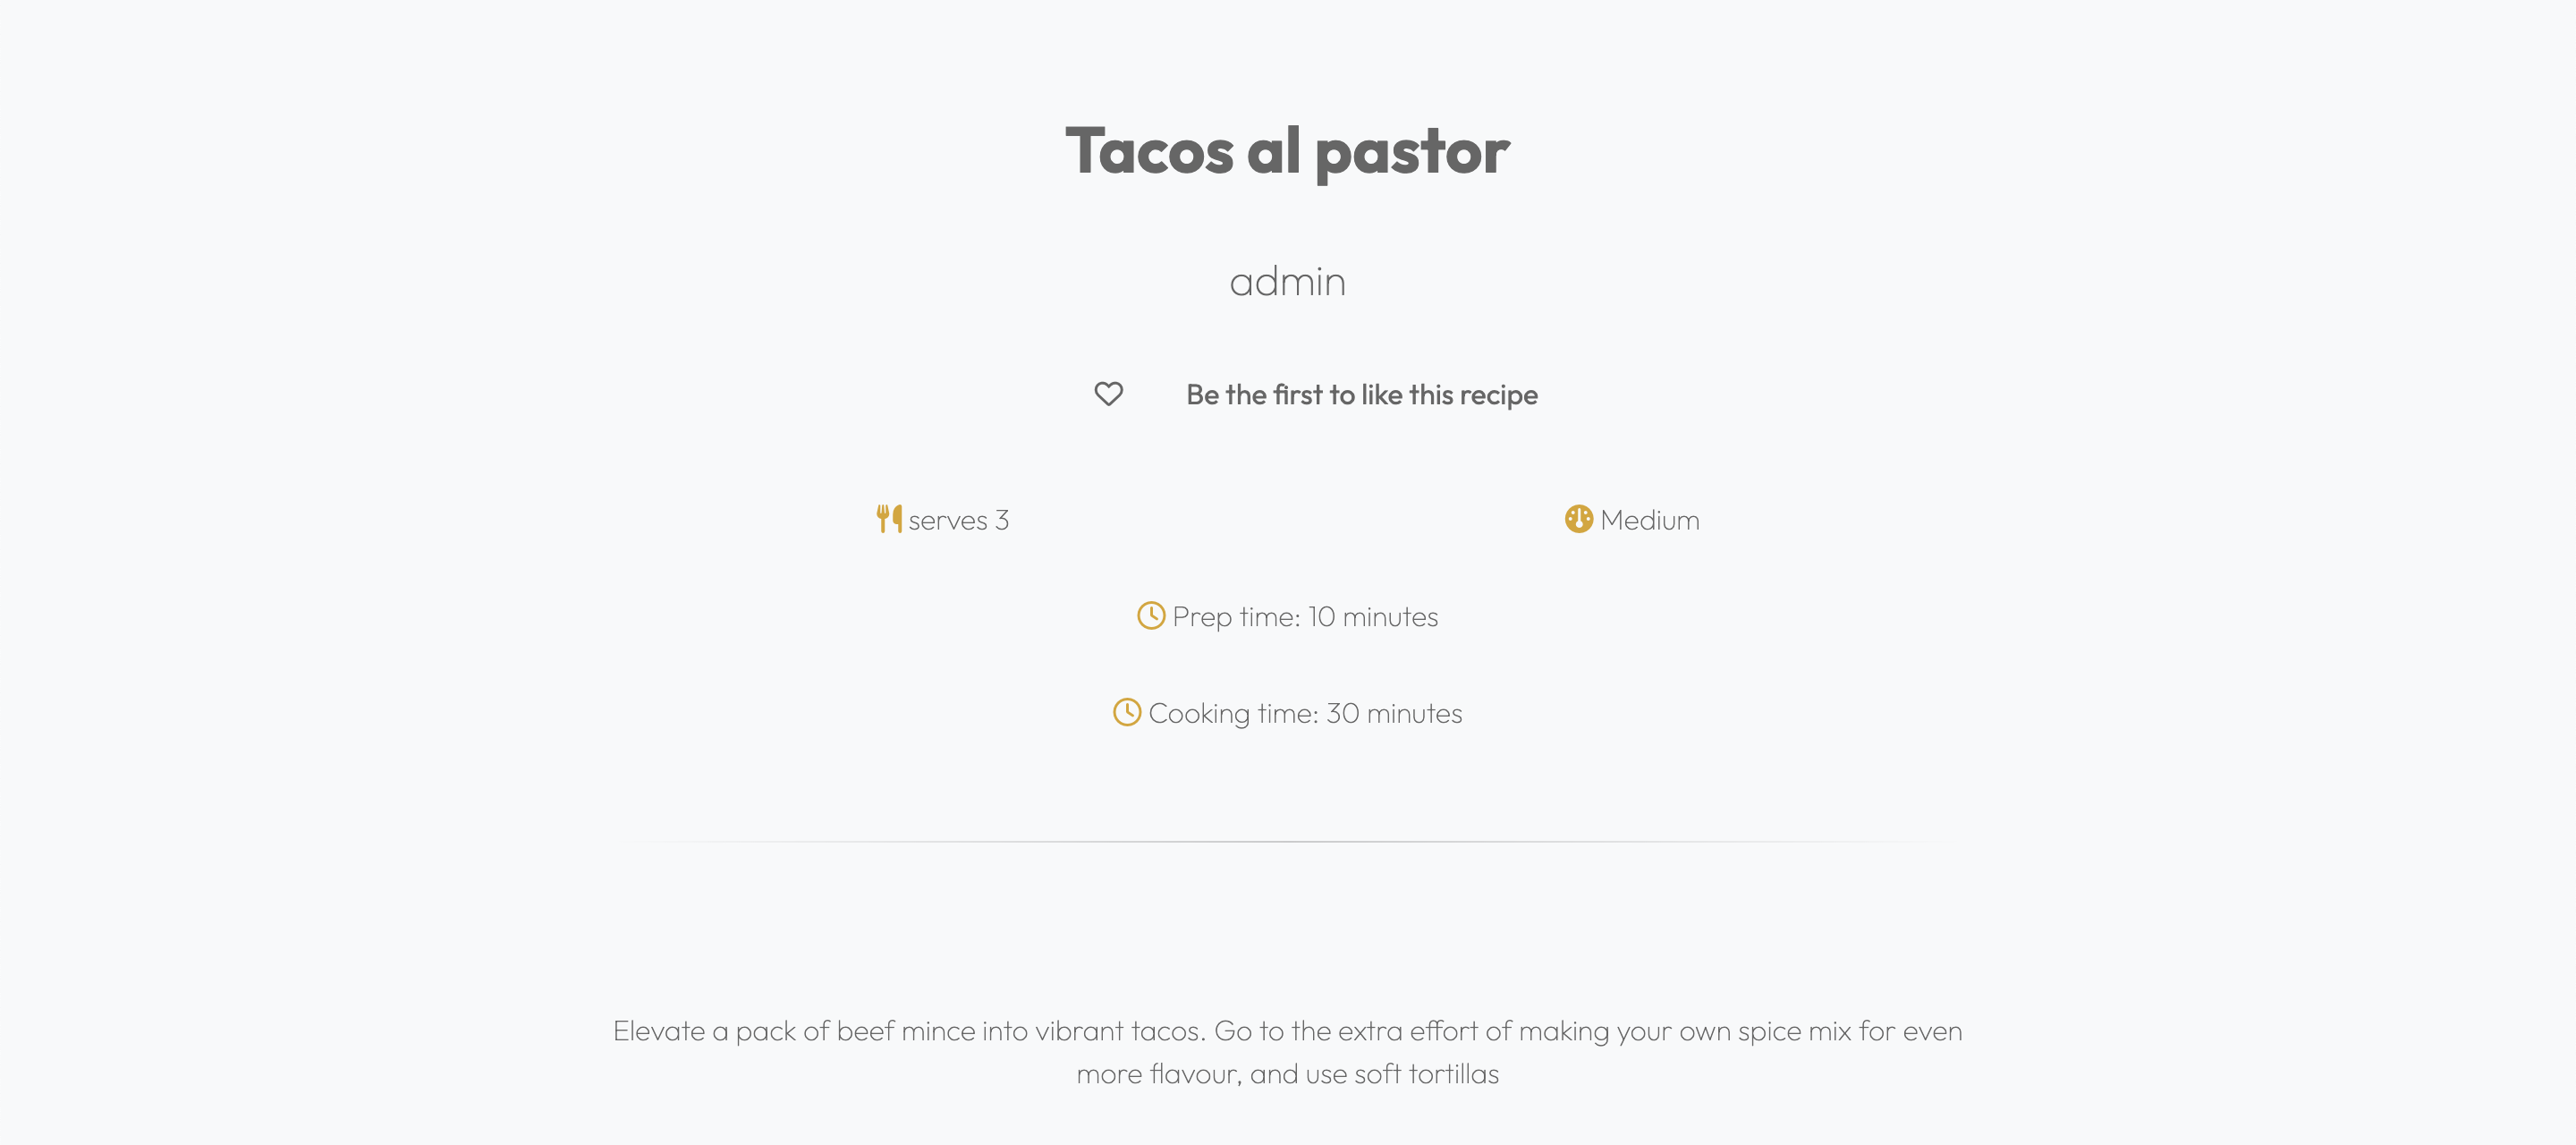 Tacos al pastor
admin
Be the first to like this recipe
serves 3
Medium
Prep time: 10 minutes
Cooking time: 30 minutes
Elevate a pack of beef mince into vibrant tacos. Go to the extra effort of making your own spice mix for even
more flavour, and use soft tortillas